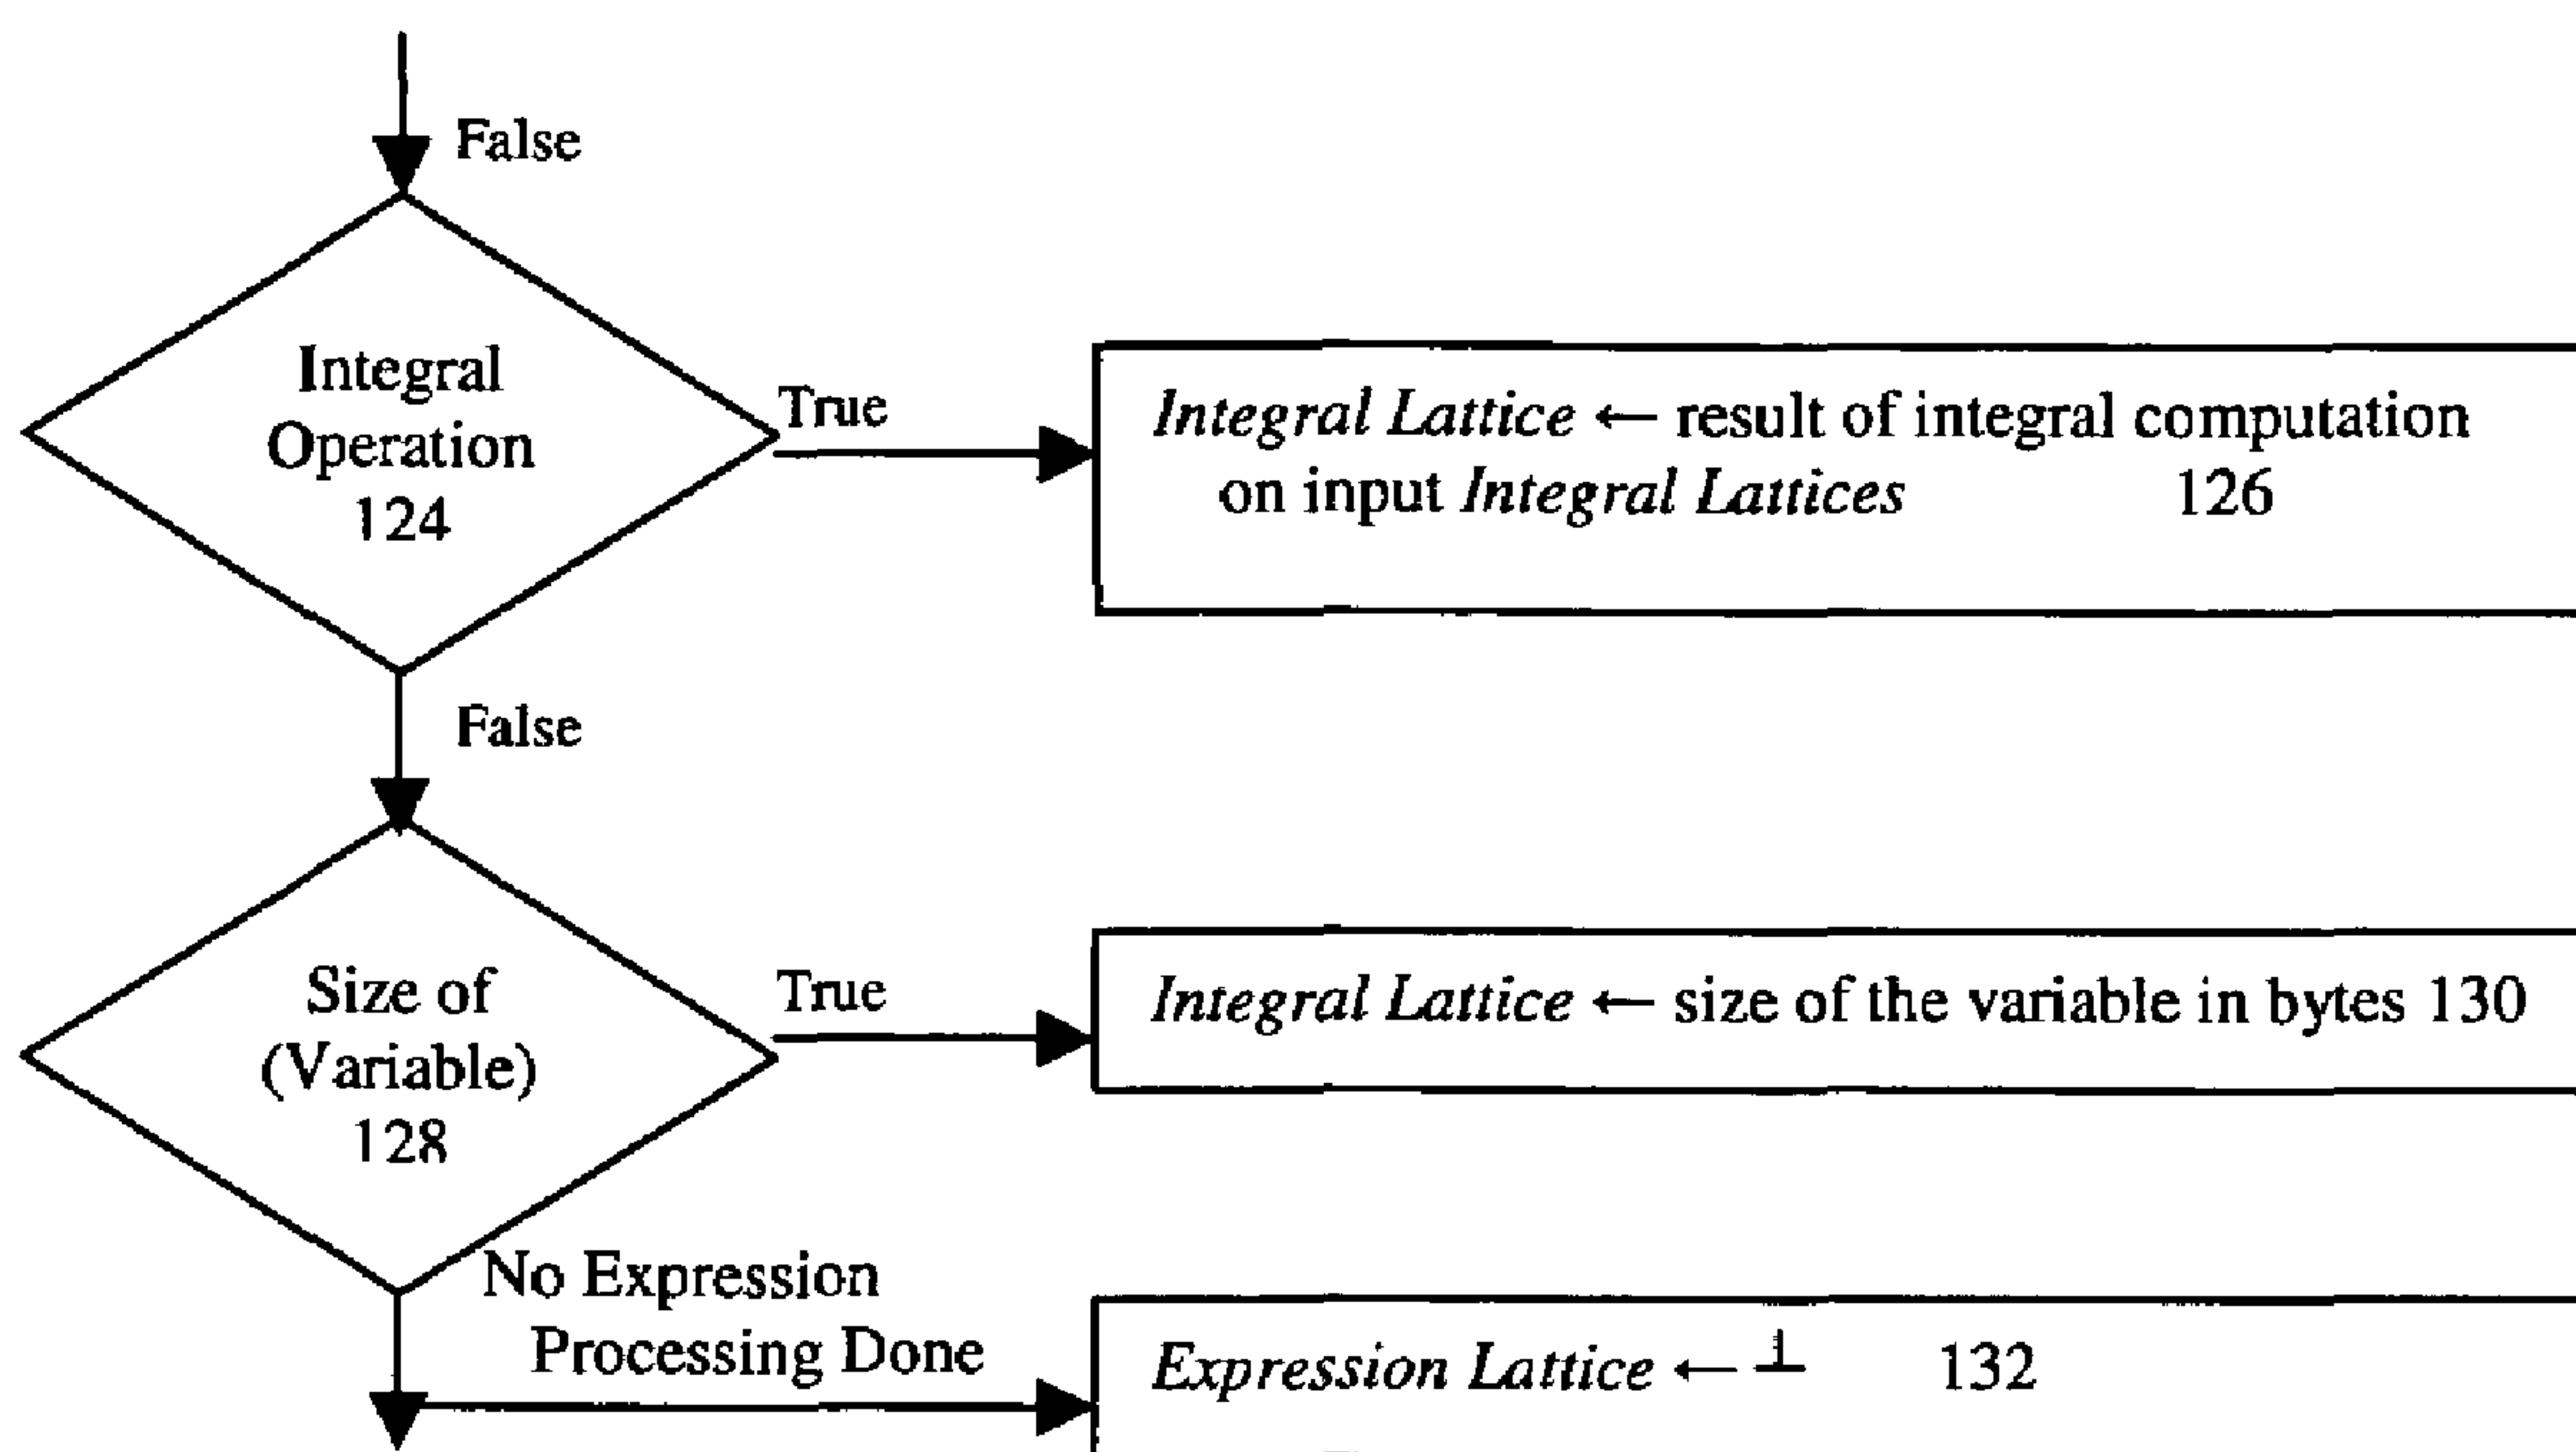 False
Integral
Operation
124
True
Integral Lattice ← result of integral computation
on input Integral Lattices 126
False
Size of
(Variable)
128
True
Integral Lattice ← size of the variable in bytes 130
No Expression
Processing Done
Expression Lattice ← ⊥ 132